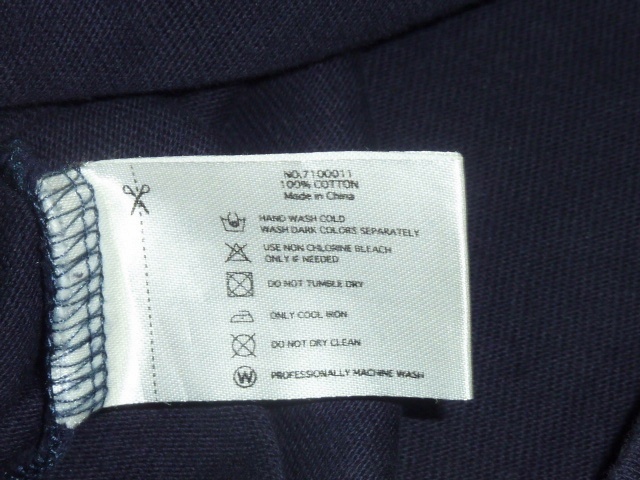 NO.7100011
100% COTTON
Made in China
HAND WASH COLD
WASH DARK COLORS SEPARATELY
USE NON CHLORINE BLEACH
ONLY IF NEEDED
DO NOT TUMBLE DRY
ONLY COOL IRON
DO NOT DRY CLEAN
W PROFESSIONALLY MACHINE WASH